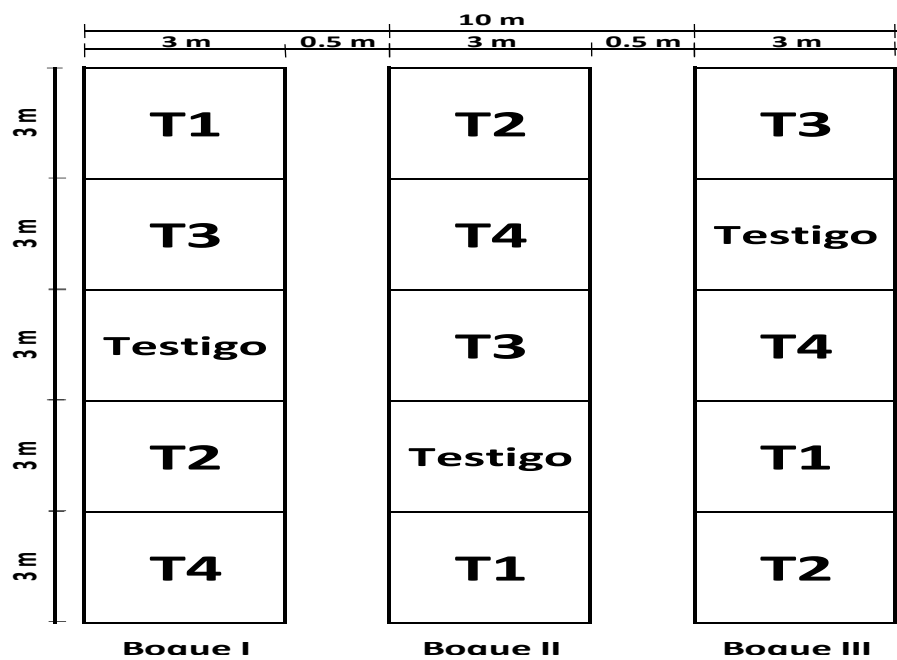 10 m
3 m 0.5 m 3 m 0.5 m 3 m
3 m T1 T2 T3
3 m T3 T4 Testigo
3 m Testigo T3 T4
3 m T2 Testigo T1
3 m T4 T1 T2
Boque I Boque II Boque III